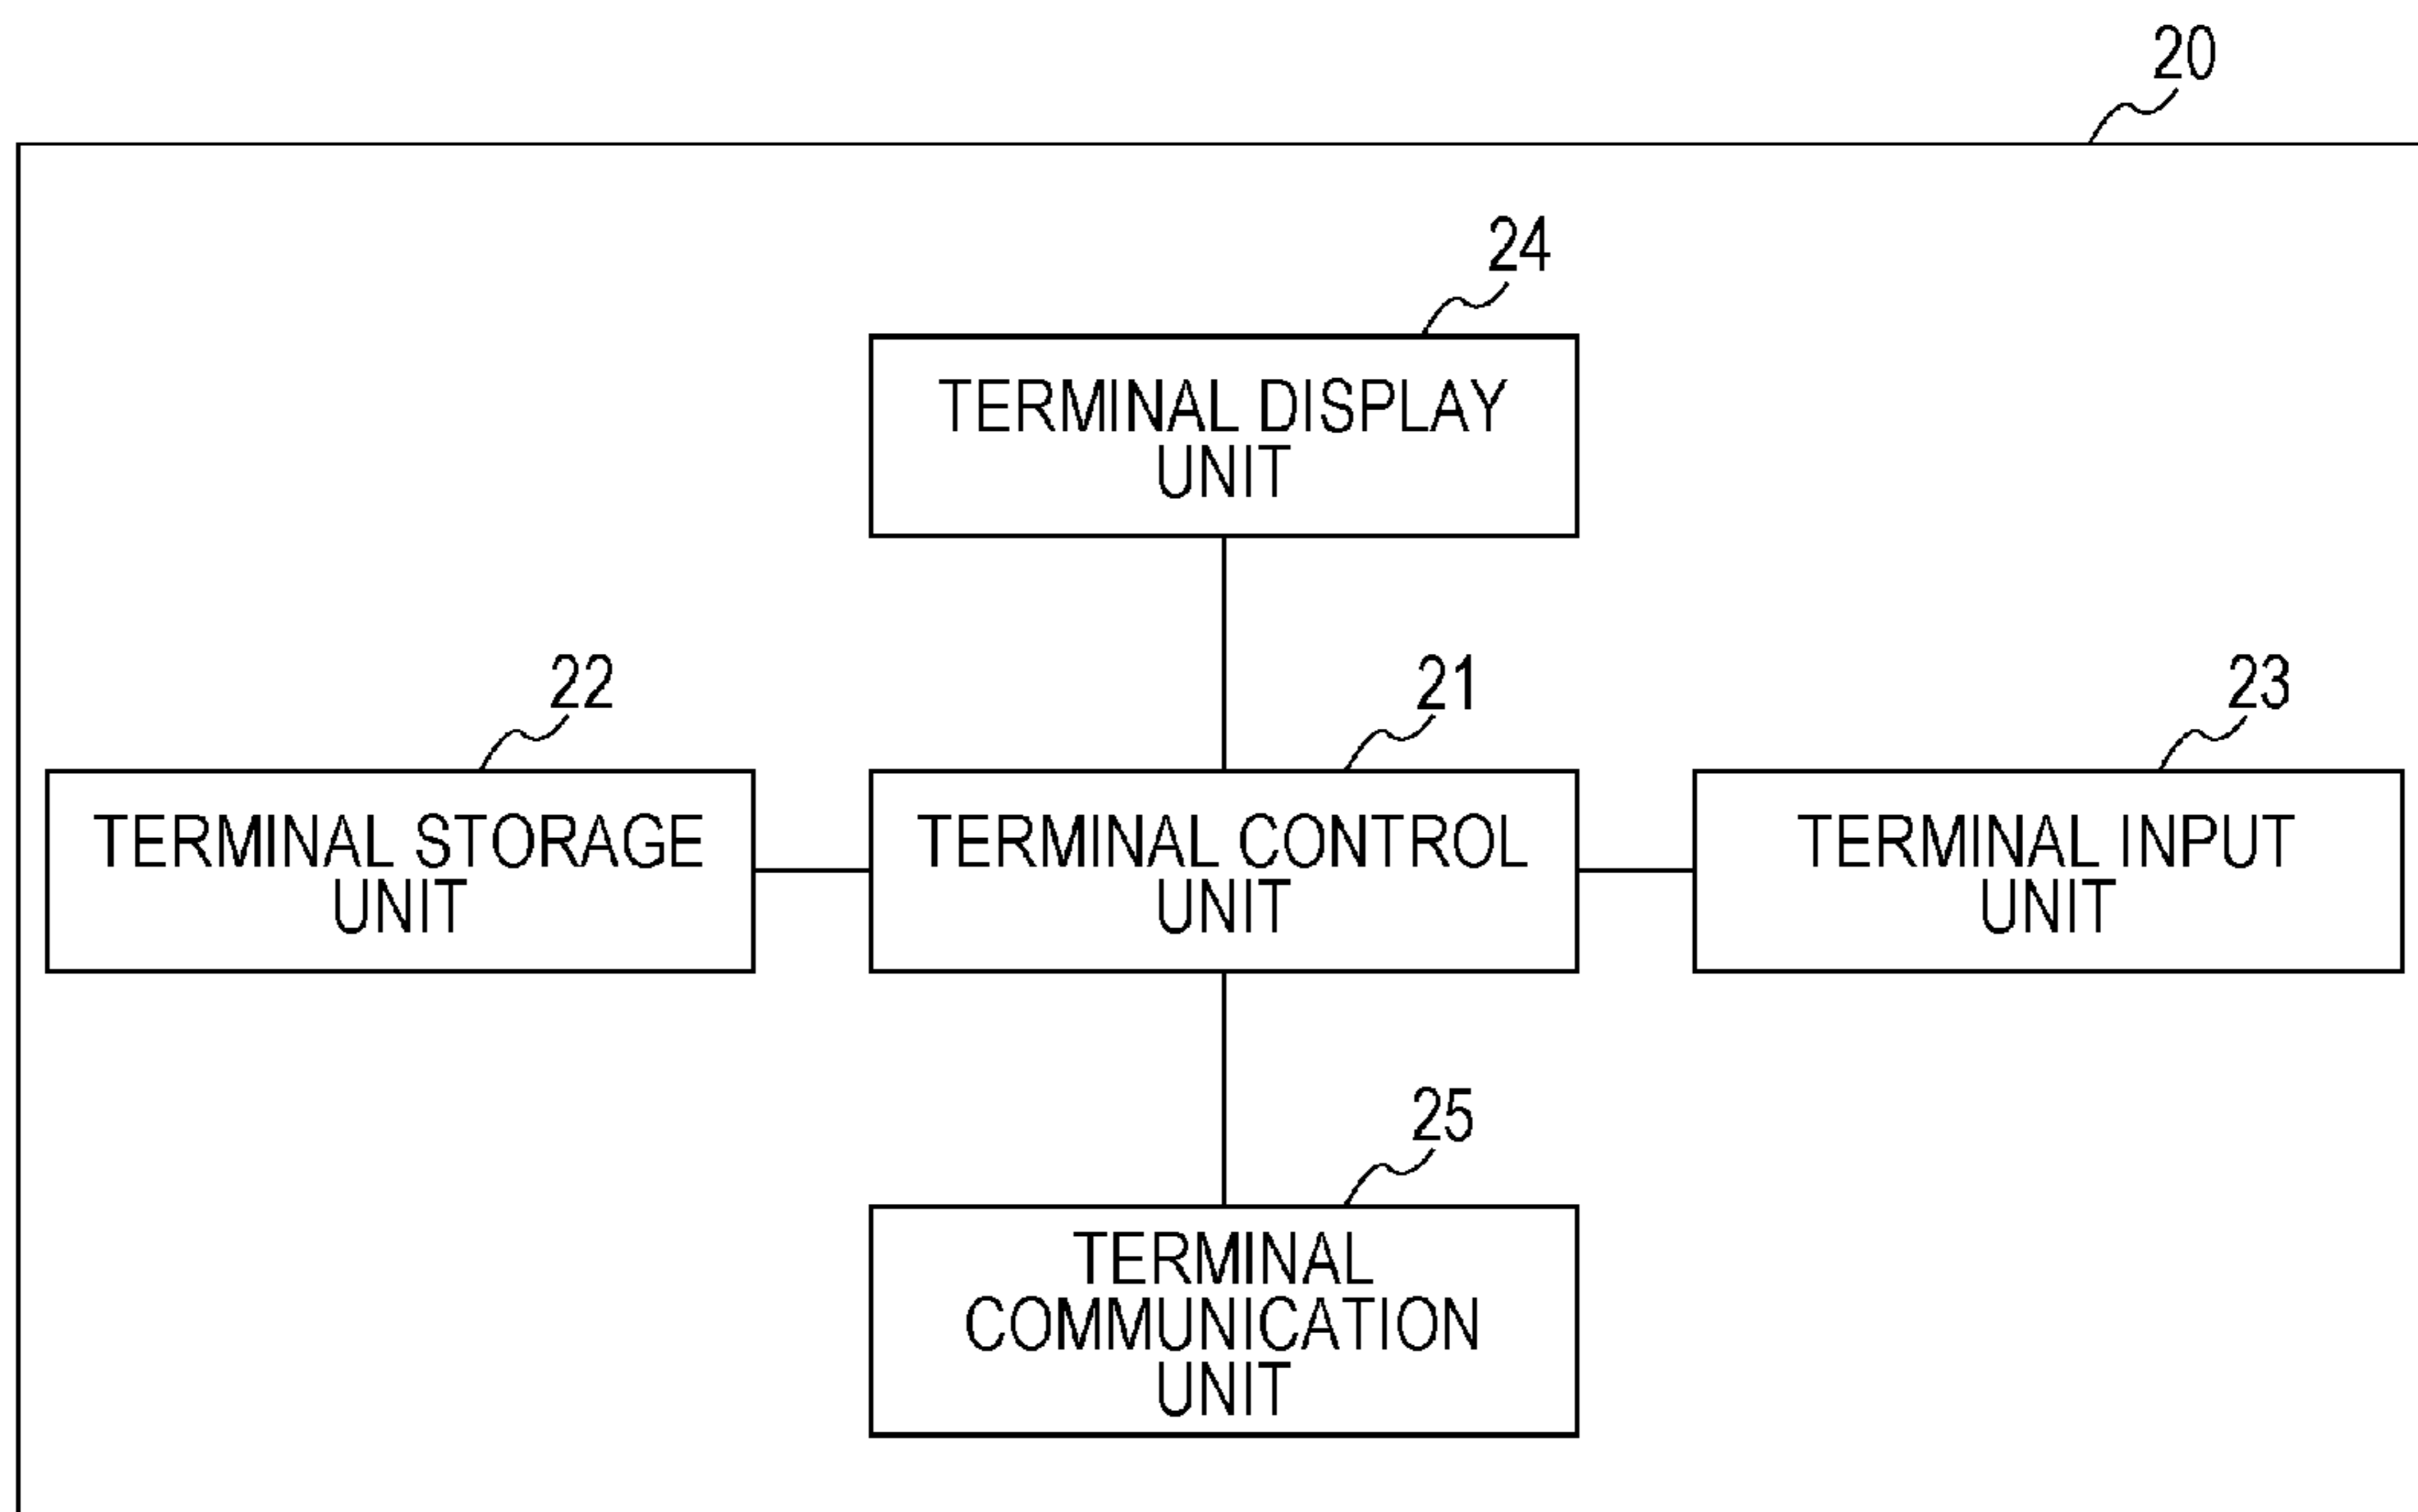 20
24
TERMINAL DISPLAY
UNIT
22
21
23
TERMINAL STORAGE
UNIT
TERMINAL CONTROL
UNIT
TERMINAL INPUT
UNIT
25
TERMINAL
COMMUNICATION
UNIT